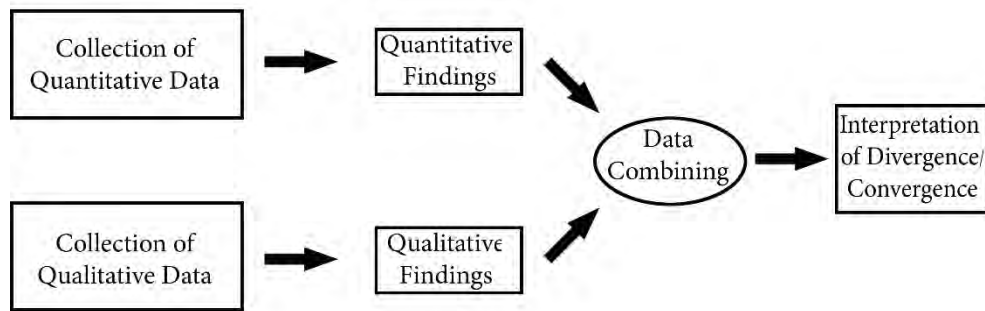 Collection of
Quantitative Data
Quantitative
Findings
Data
Combining
Interpretation
of Divergence/
Convergence
Collection of
Qualitative Data
Qualitative
Findings